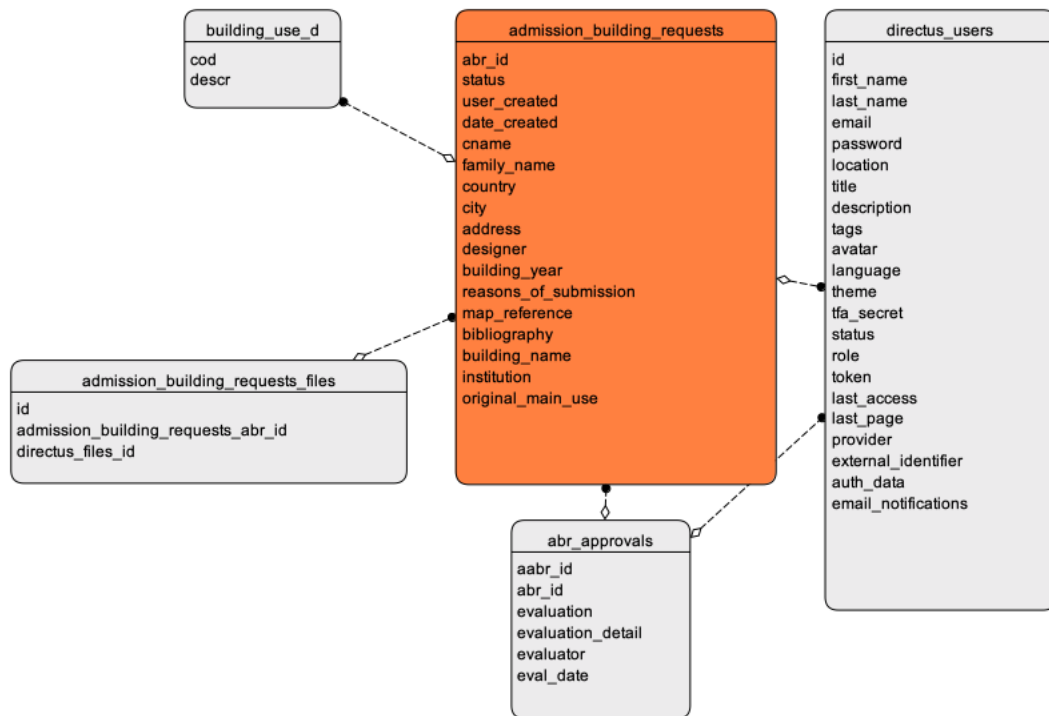 building_use_d
cod
descr
admission_building_requests
abr_id
status
user_created
date_created
cname
family_name
country
city
address
designer
building_year
reasons_of_submission
map_reference
bibliography
building_name
institution
original_main_use
directus_users
id
first_name
last_name
email
password
location
title
description
tags
avatar
language
theme
tfa_secret
status
role
token
last_access
last_page
provider
external_identifier
auth_data
email_notifications
admission_building_requests_files
id
admission_building_requests_abr_id
directus_files_id
abr_approvals
aabr_id
abr_id
evaluation
evaluation_detail
evaluator
eval_date